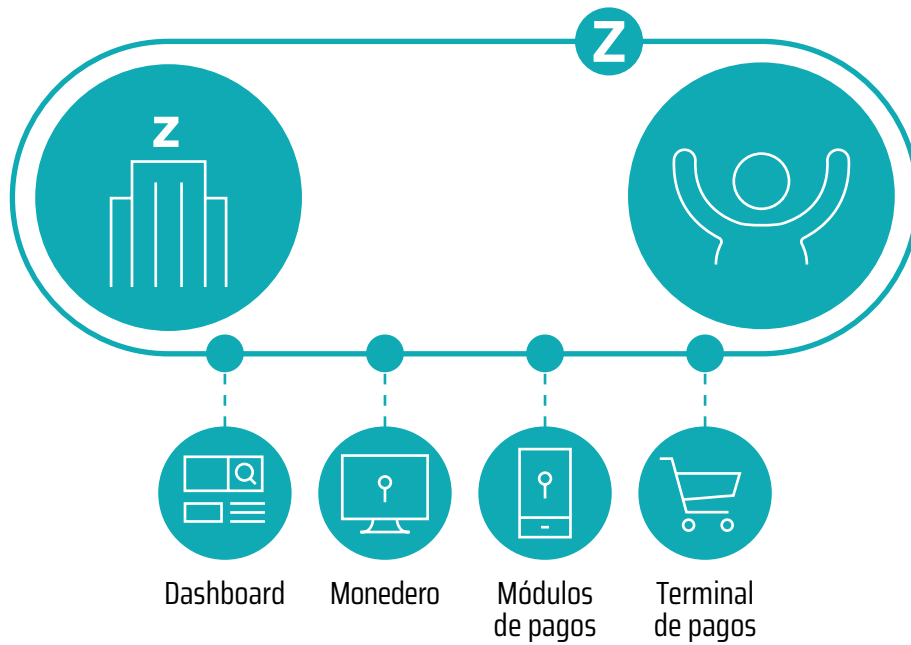 Z
z
Dashboard
Monedero
Módulos
de pagos
Terminal
de pagos